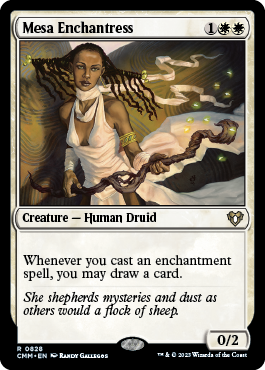 Mesa Enchantress 1
Creature — Human Druid
Whenever you cast an enchantment
spell, you may draw a card.
She shepherds mysteries and dust as
others would a flock of sheep.
0/2
R 0828
CMM • EN RANDY GALLEGOS ™ & © 2023 Wizards of the Coast